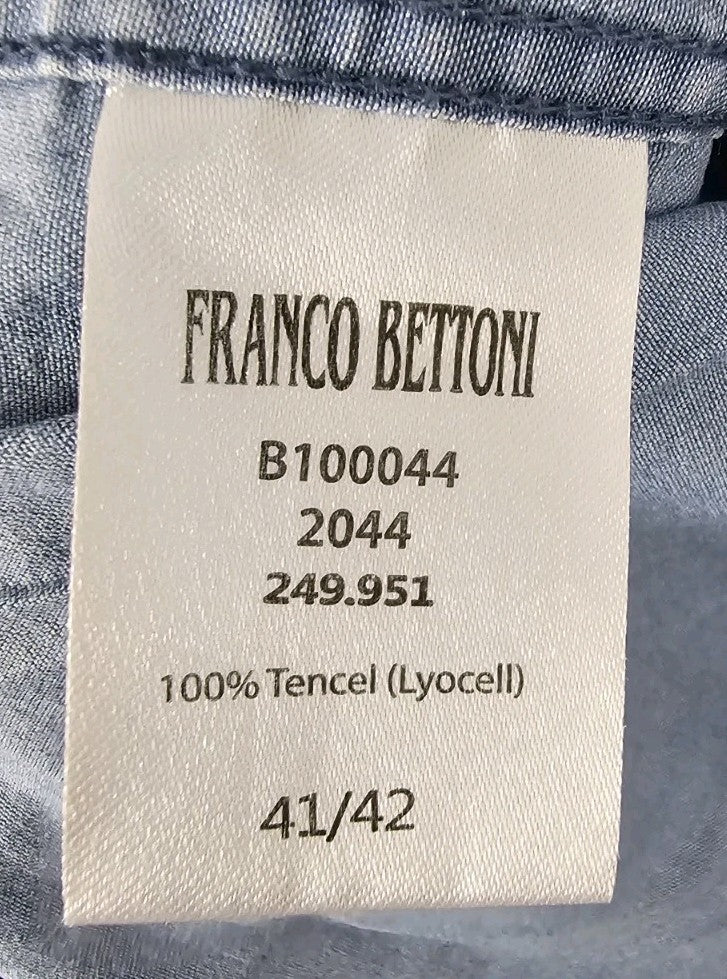 FRANCO BETTONI
B100044
2044
249.951
100% Tencel (Lyocell)
41/42